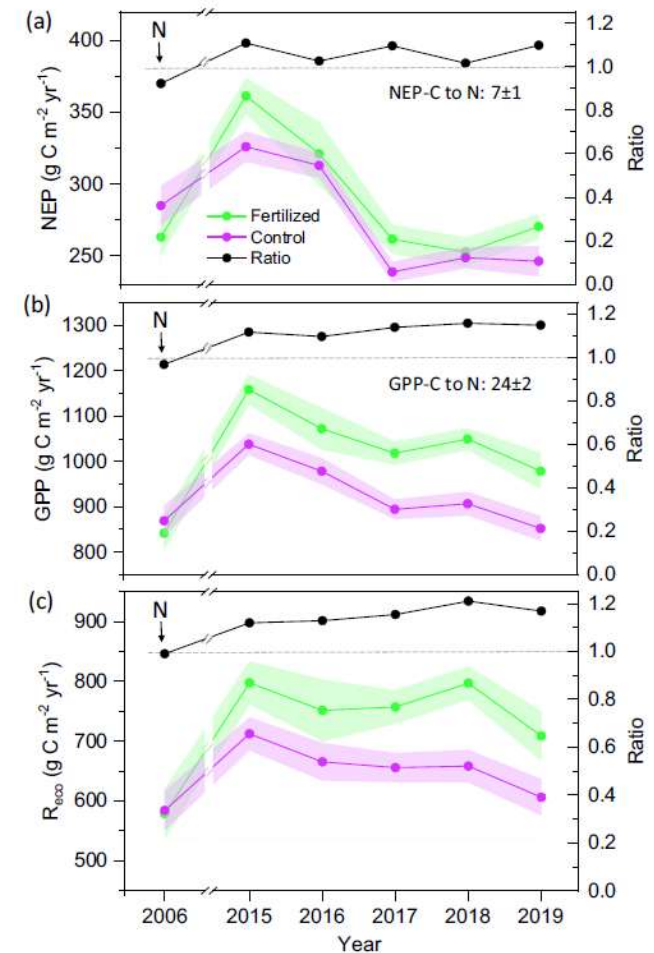 (a)
N
NEP (g C m-2 yr-1)
400
350
300
250
1.2
1.0
0.8
0.6
0.4
0.2
0.0
Ratio
NEP-C to N: 7±1
Fertilized
Control
Ratio
(b)
N
GPP (g C m-2 yr-1)
1300
1200
1100
1000
900
800
1.2
1.0
0.8
0.6
0.4
0.2
0.0
Ratio
GPP-C to N: 24±2
(c)
N
Reco (g C m-2 yr-1)
900
800
700
600
500
1.2
1.0
0.8
0.6
0.4
0.2
0.0
Ratio
2006 2015 2016 2017 2018 2019
Year